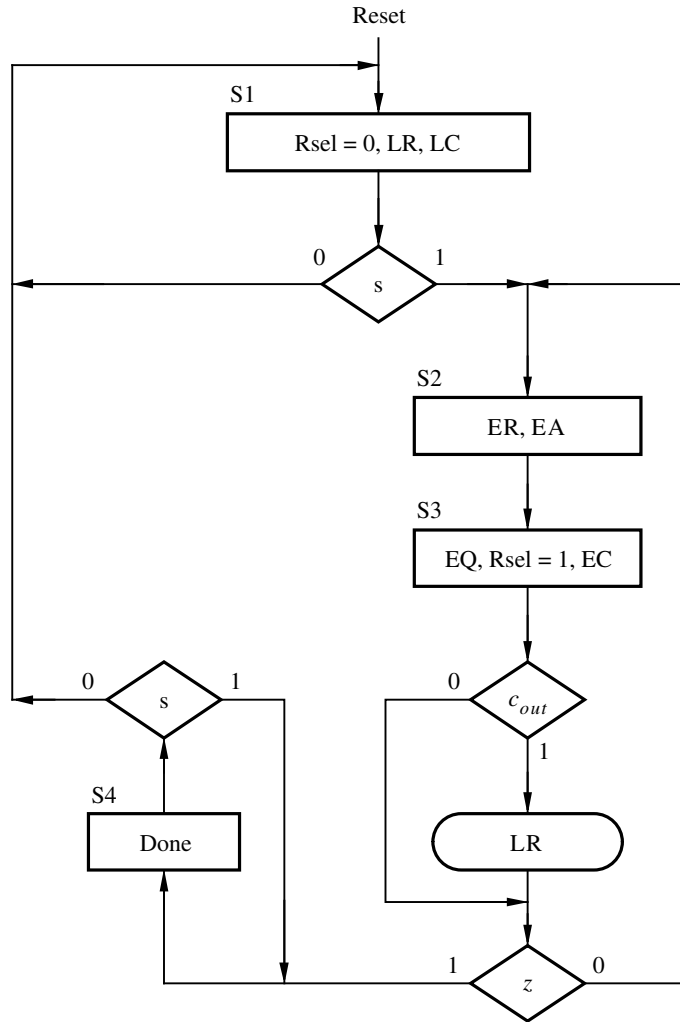 Reset
S1
Rsel = 0, LR, LC
0
1
s
S2
ER, EA
S3
EQ, Rsel = 1, EC
0
1
s
0
c_out
1
S4
Done
LR
1
0
z